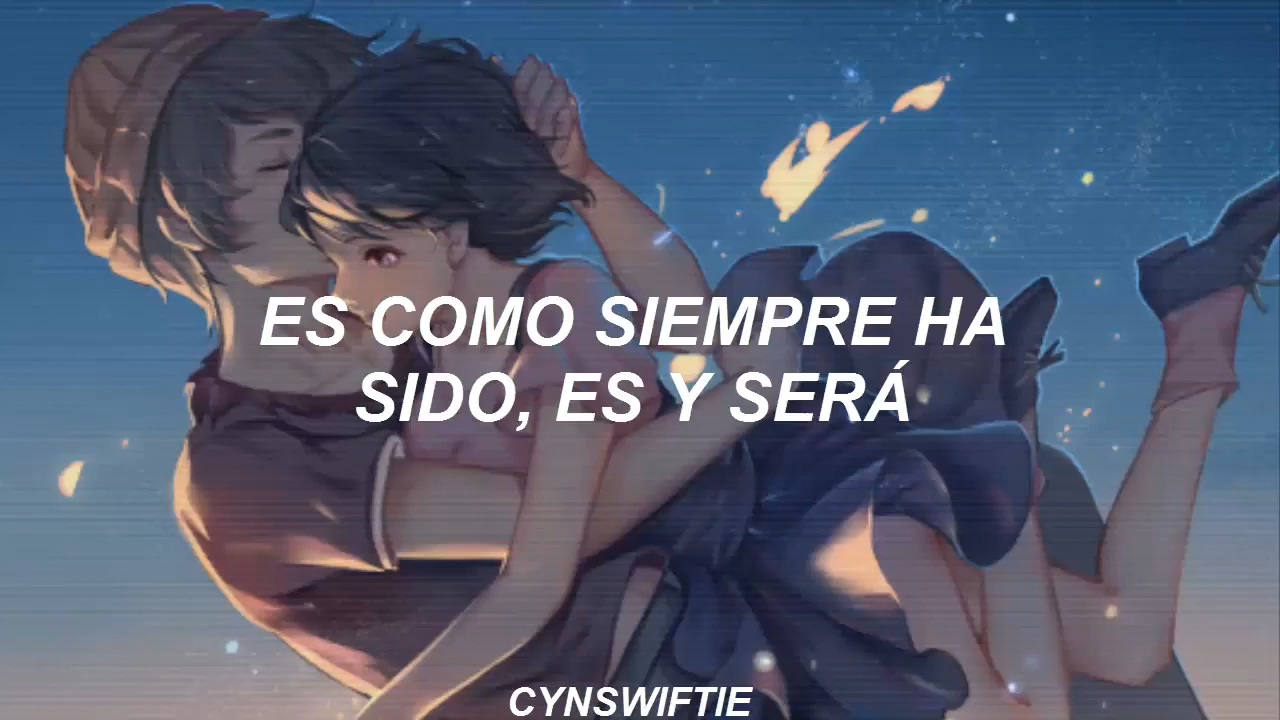 ES COMO SIEMPRE HA
SIDO, ES Y SERÁ
CYNSWIFTIE